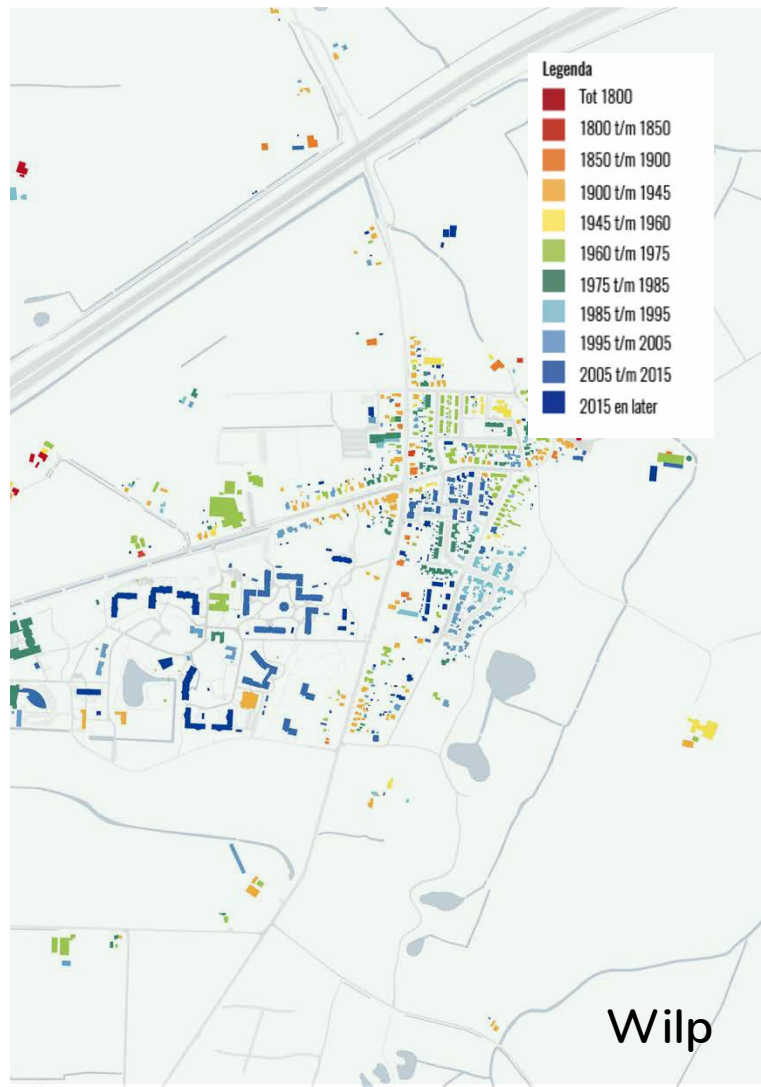 Legenda
Tot 1800
1800 t/m 1850
1850 t/m 1900
1900 t/m 1945
1945 t/m 1960
1960 t/m 1975
1975 t/m 1985
1985 t/m 1995
1995 t/m 2005
2005 t/m 2015
2015 en later
Wilp